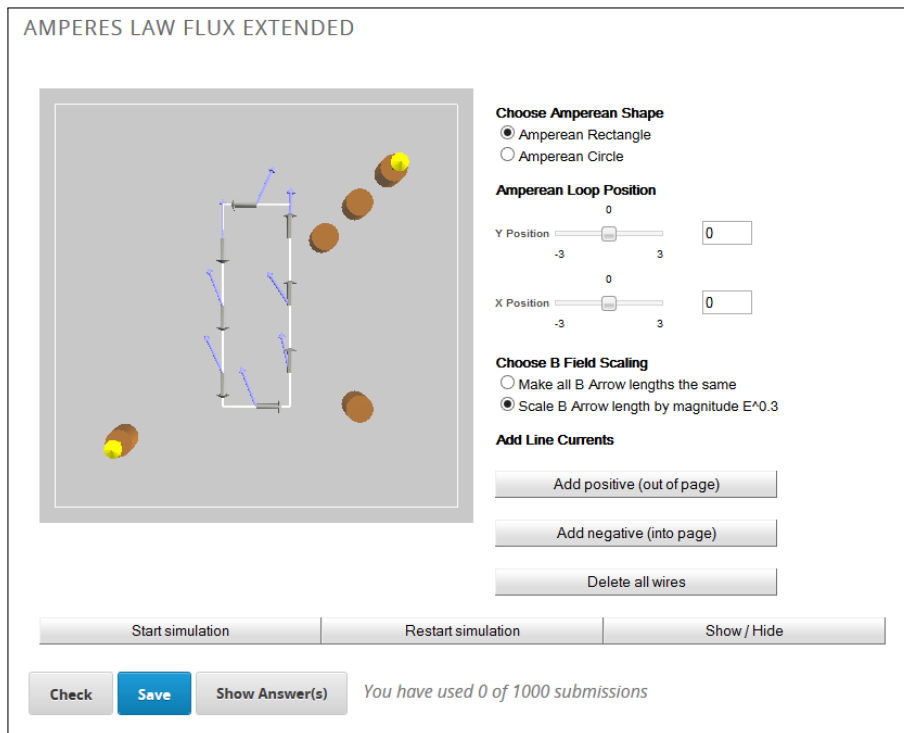 AMPERES LAW FLUX EXTENDED
Choose Amperean Shape
Amperean Rectangle
Amperean Circle
Amperean Loop Position
0
Y Position
0
-3 3
0
X Position
0
-3 3
Choose B Field Scaling
Make all B Arrow lengths the same
Scale B Arrow length by magnitude E^0.3
Add Line Currents
Add positive (out of page)
Add negative (into page)
Delete all wires
Start simulation Restart simulation Show / Hide
Check Save Show Answer(s) You have used 0 of 1000 submissions